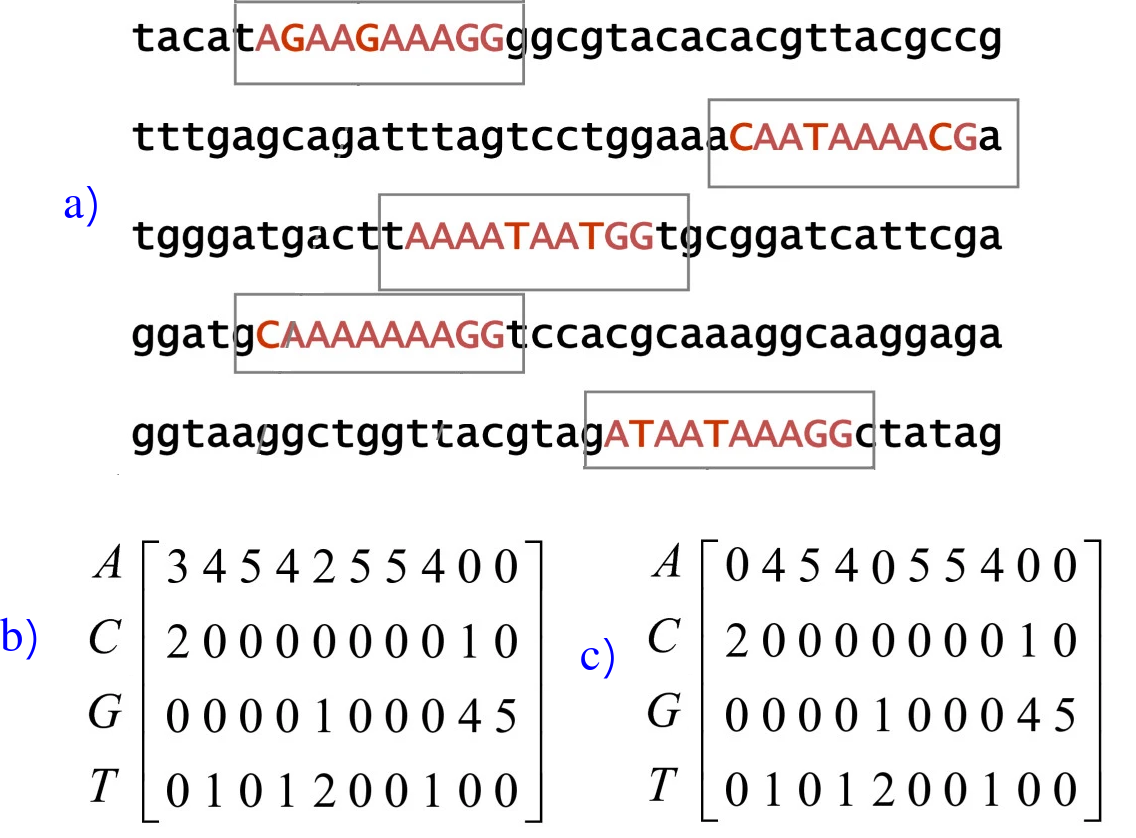 tacatAGAAGAAAGGggcgtacacacgttacgccg
tttgagcagatttagtcctggaaaCAATAAAACGa
a)
tgggatgacttAAAATAATGGtgcggatcattcga
ggatgCAAAAAAAGGtccacgcaaaggcaaggaga
ggtaaggctggttacgtagATAATAAAGGctatag
b)
A 3 4 5 4 2 5 5 4 0 0
C 2 0 0 0 0 0 0 0 1 0
G 0 0 0 0 1 0 0 0 4 5
T 0 1 0 1 2 0 0 1 0 0
c)
A 0 4 5 4 0 5 5 4 0 0
C 2 0 0 0 0 0 0 0 1 0
G 0 0 0 0 1 0 0 0 4 5
T 0 1 0 1 2 0 0 1 0 0